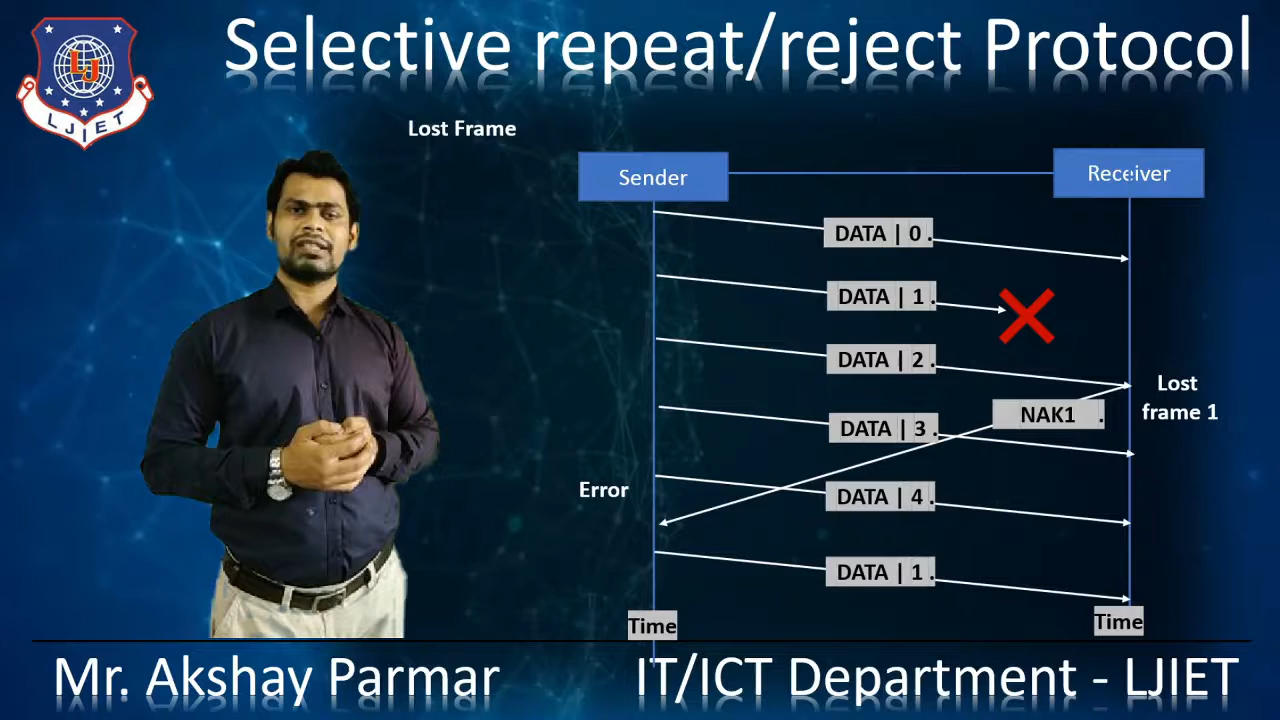 Selective repeat/reject Protocol
LJ
LJIET
Lost Frame
Sender
Receiver
DATA | 0 .
DATA | 1 .
DATA | 2 .
Lost
frame 1
NAK1 .
DATA | 3 .
Error
DATA | 4 .
DATA | 1 .
Time
Time
Mr. Akshay Parmar
IT/ICT Department - LJIET